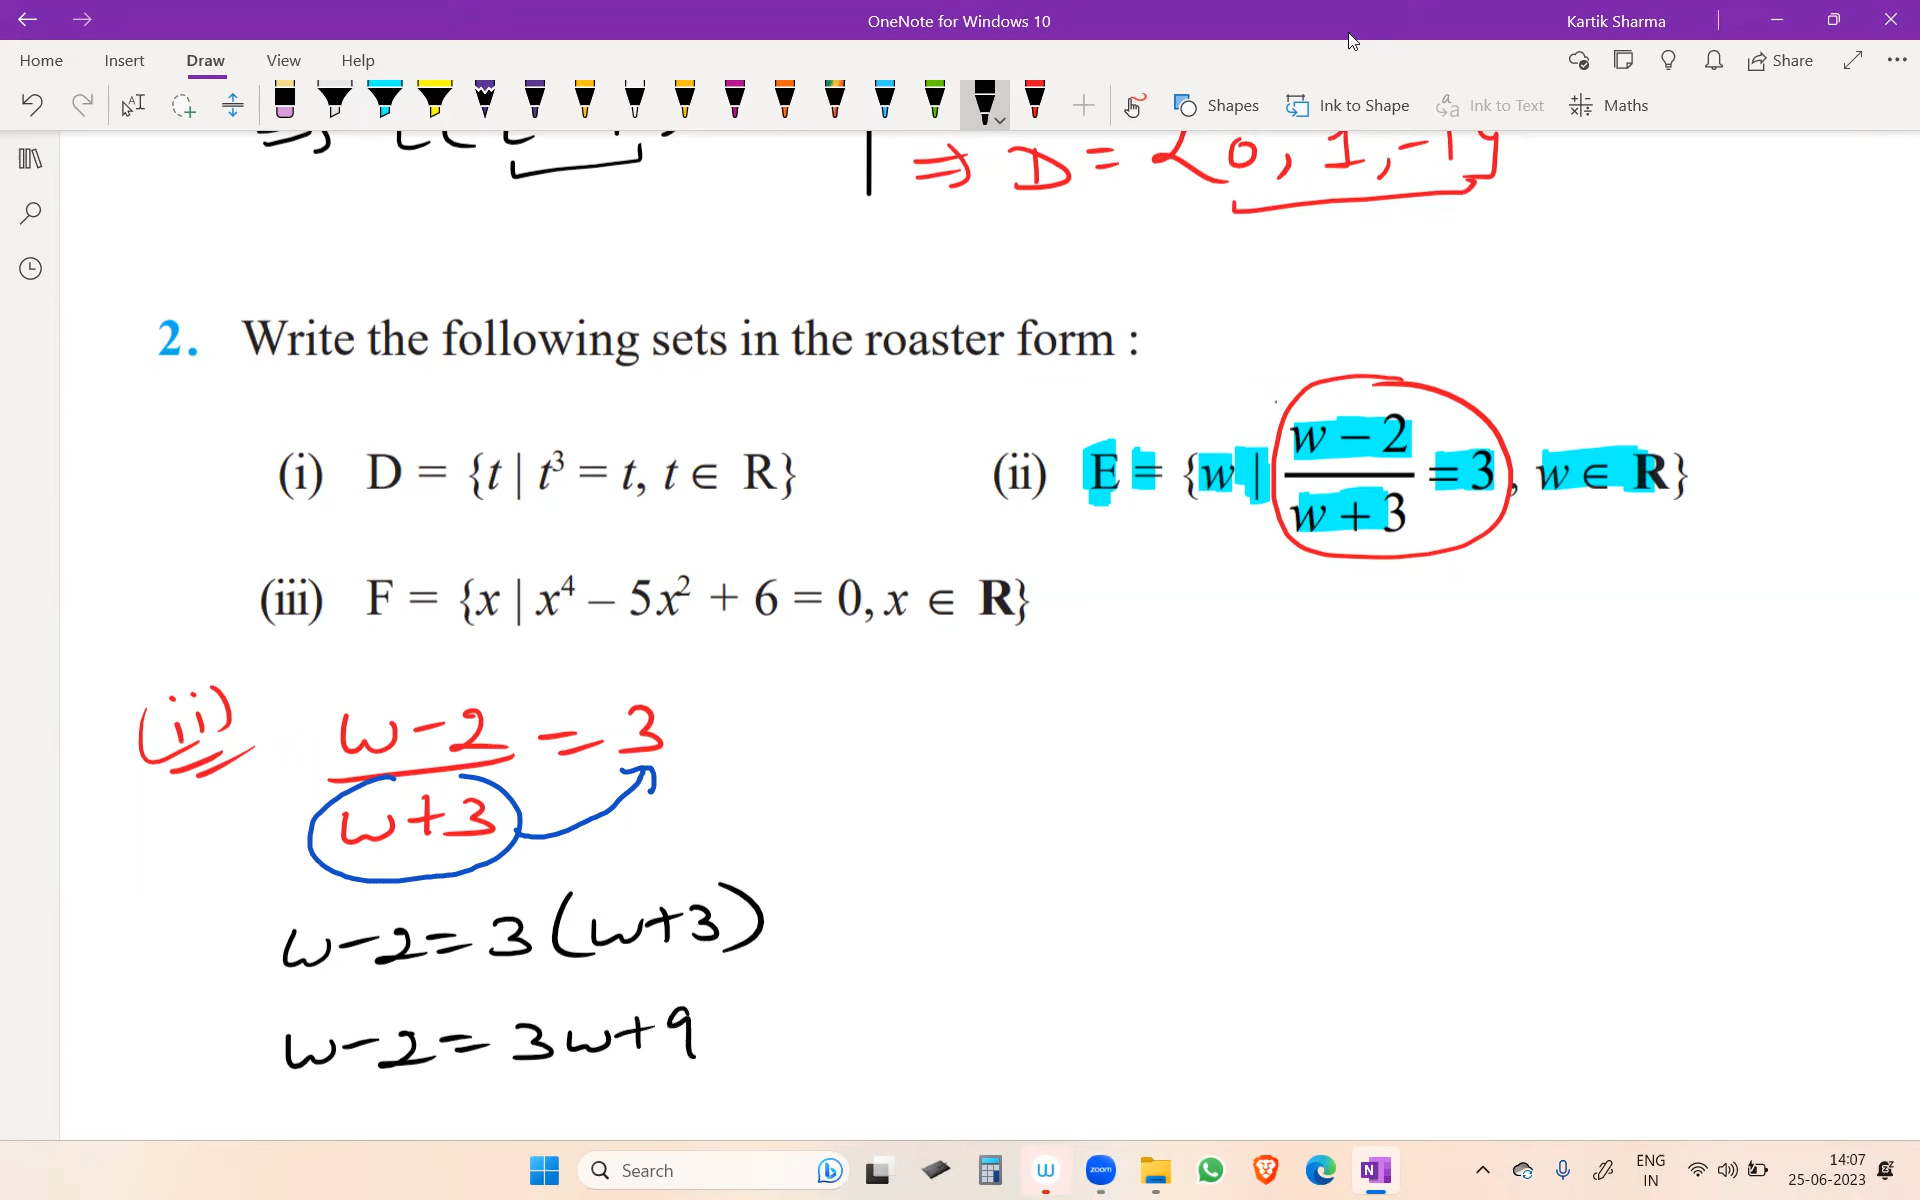 OneNote for Windows 10
Kartik Sharma
Home Insert Draw View Help
Share
Shapes Ink to Shape Ink to Text Maths
⇒ D = {0, 1, -1}
2. Write the following sets in the roaster form :
(i) D = {t | t³ = t, t ∈ R}
(ii) E = {w | (w – 2)/(w + 3) = 3, w ∈ R}
(iii) F = {x | x⁴ – 5x² + 6 = 0, x ∈ R}
(ii) (w-2)/(w+3) = 3
w-2 = 3(w+3)
w-2 = 3w+9
Search
zoom
ENG
IN
14:07
25-06-2023